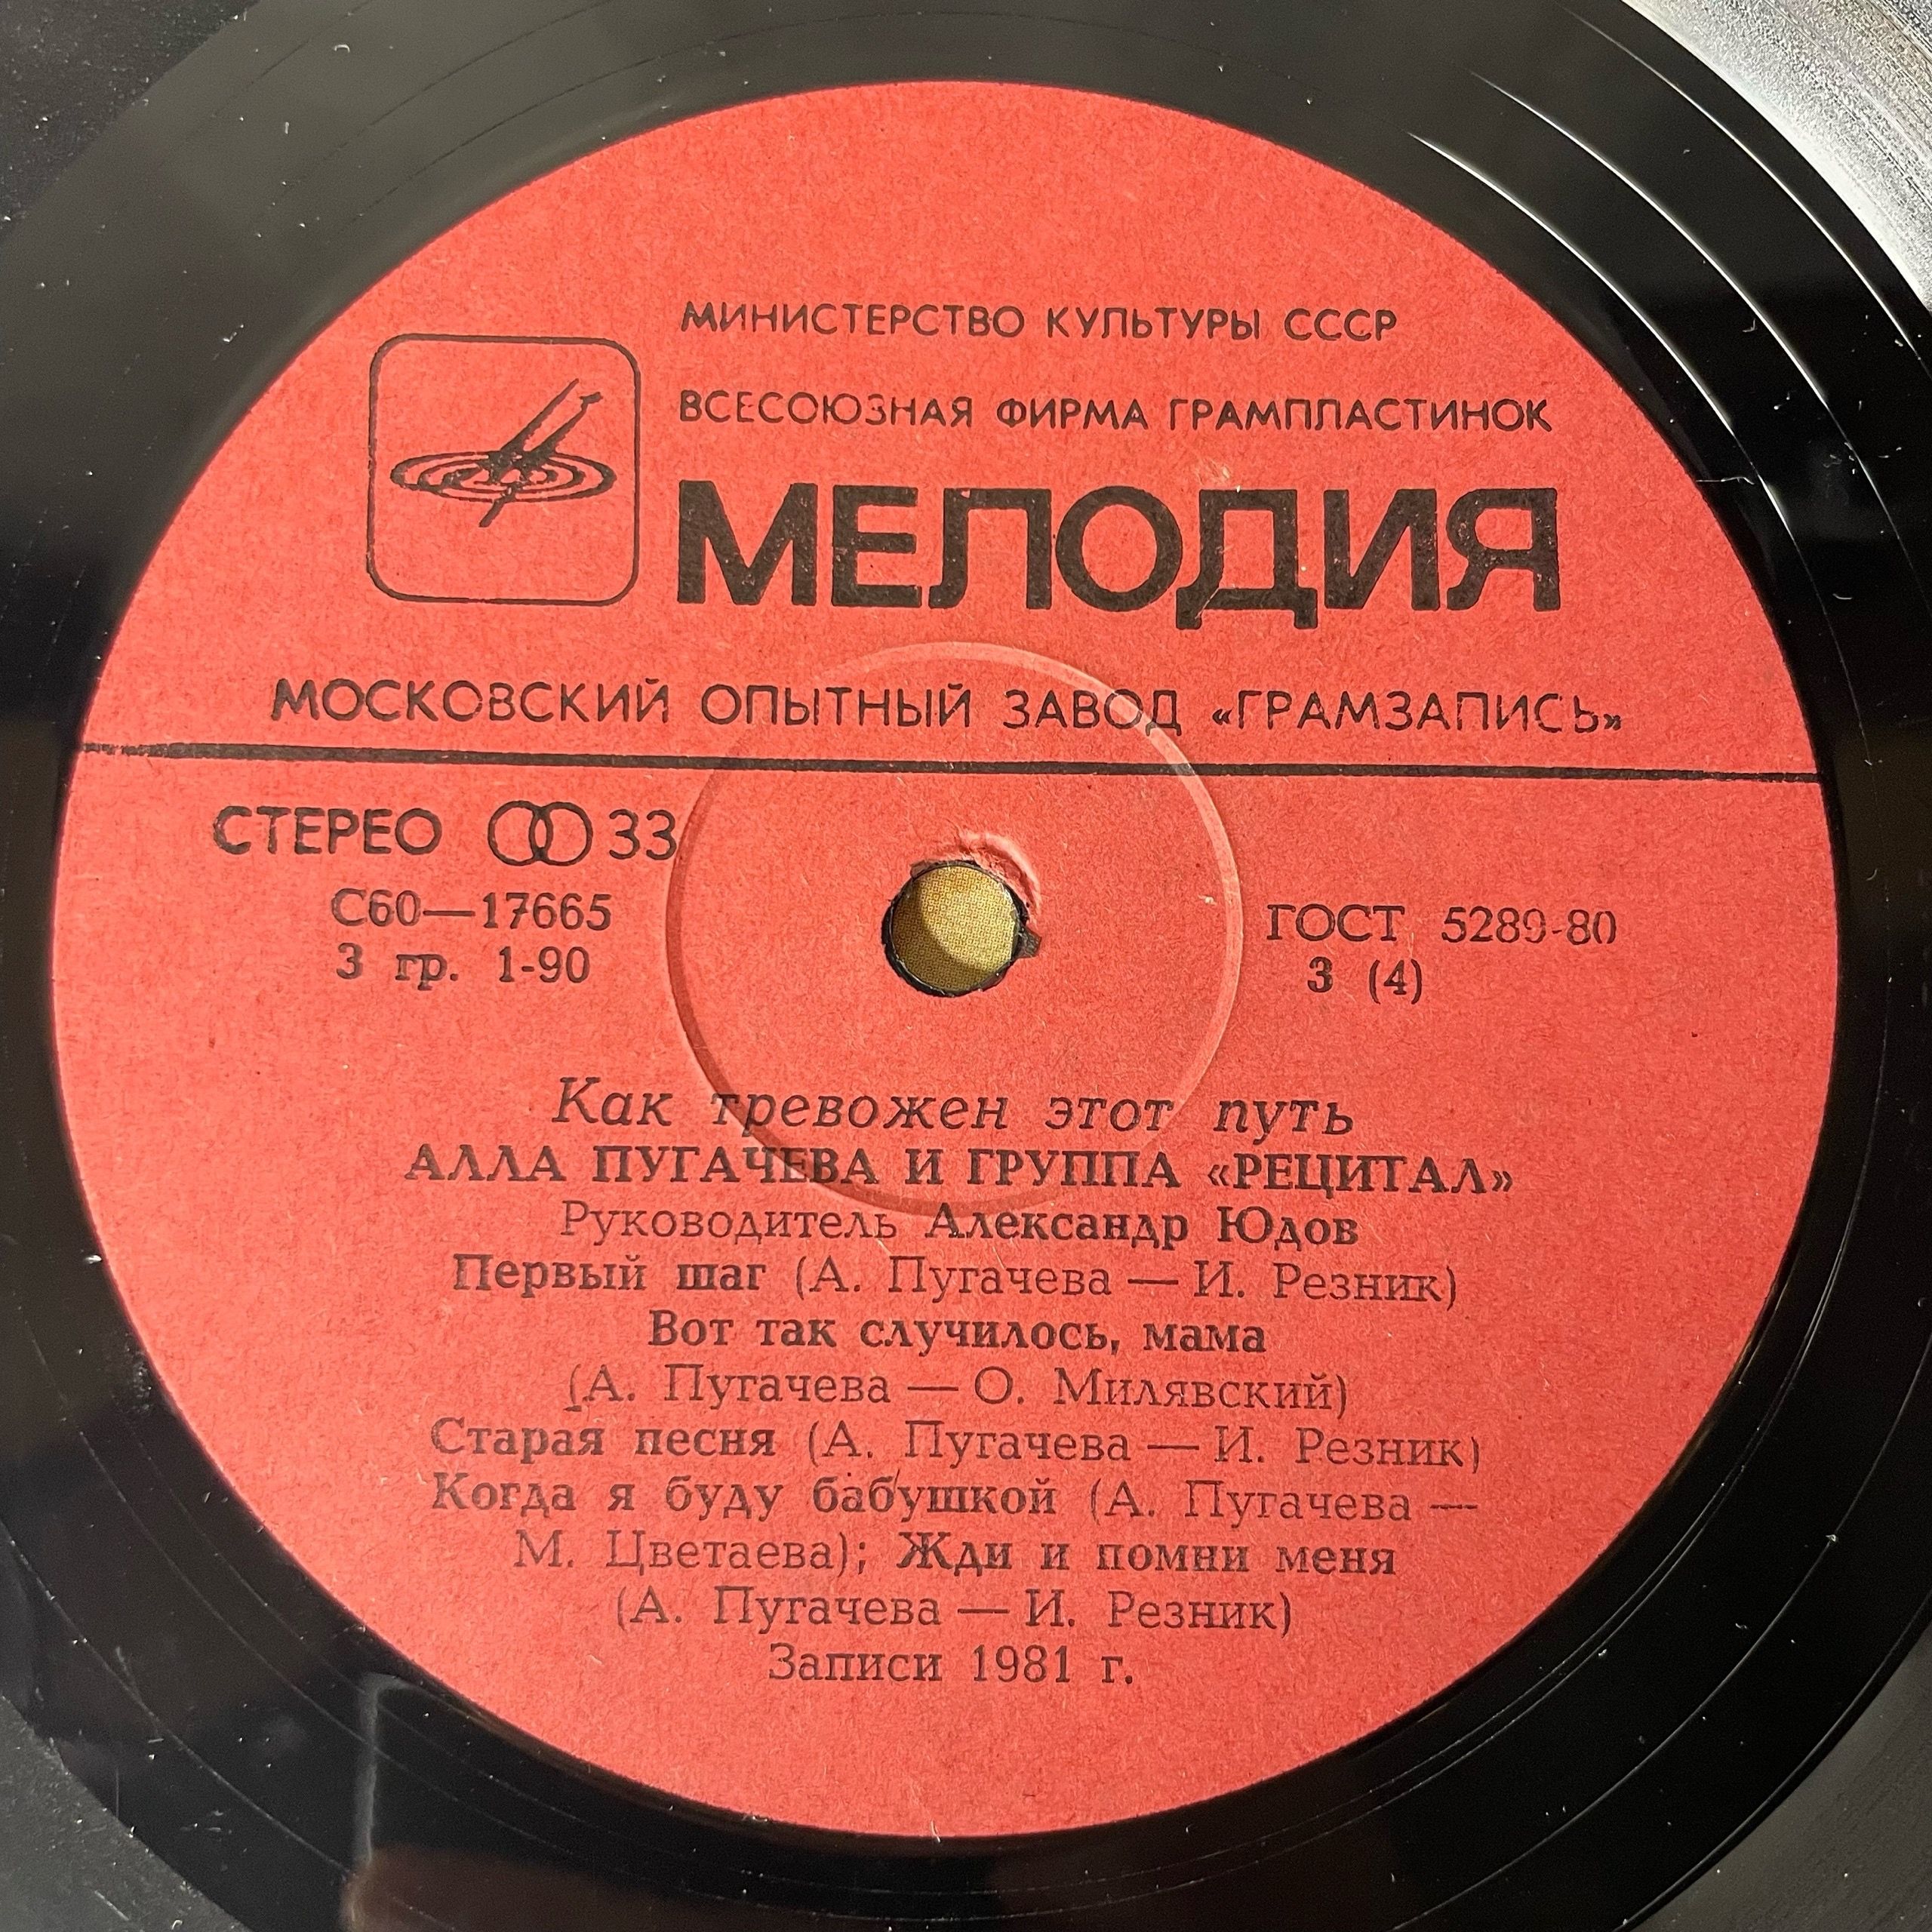 МИНИСТЕРСТВО КУЛЬТУРЫ СССР
ВСЕСОЮЗНАЯ ФИРМА ГРАМПЛАСТИНОК
МЕЛОДИЯ
МОСКОВСКИЙ ОПЫТНЫЙ ЗАВОД «ГРАМЗАПИСЬ»
СТЕРЕО 33
С60—17665
3 гр. 1-90
ГОСТ 5289-80
3 (4)
Как тревожен этот путь
АЛЛА ПУГАЧЕВА И ГРУППА «РЕЦИТАЛ»
Руководитель Александр Юдов
Первый шаг (А. Пугачева — И. Резник)
Вот так случилось, мама
(А. Пугачева — О. Милявский)
Старая песня (А. Пугачева — И. Резник)
Когда я буду бабушкой (А. Пугачева —
М. Цветаева); Жди и помни меня
(А. Пугачева — И. Резник)
Записи 1981 г.